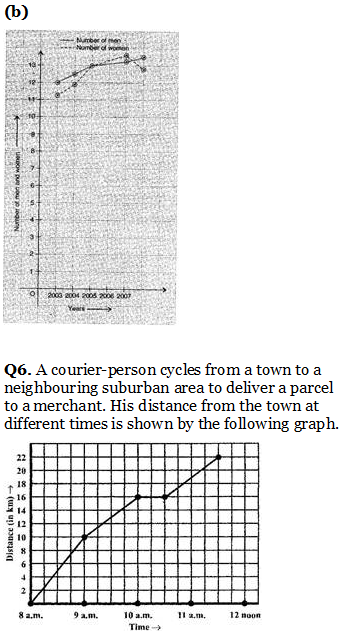 (b)
Number of men
Number of women
13
12
11
10
9
8
7
6
5
4
3
2
1
O
2003 2004 2005 2006 2007
Number of men and women
Years
Q6. A courier-person cycles from a town to a
neighbouring suburban area to deliver a parcel
to a merchant. His distance from the town at
different times is shown by the following graph.
22
20
18
16
14
12
10
8
6
4
2
Distance (in km) →
8 a.m. 9 a.m. 10 a.m. 11 a.m. 12 noon
Time →